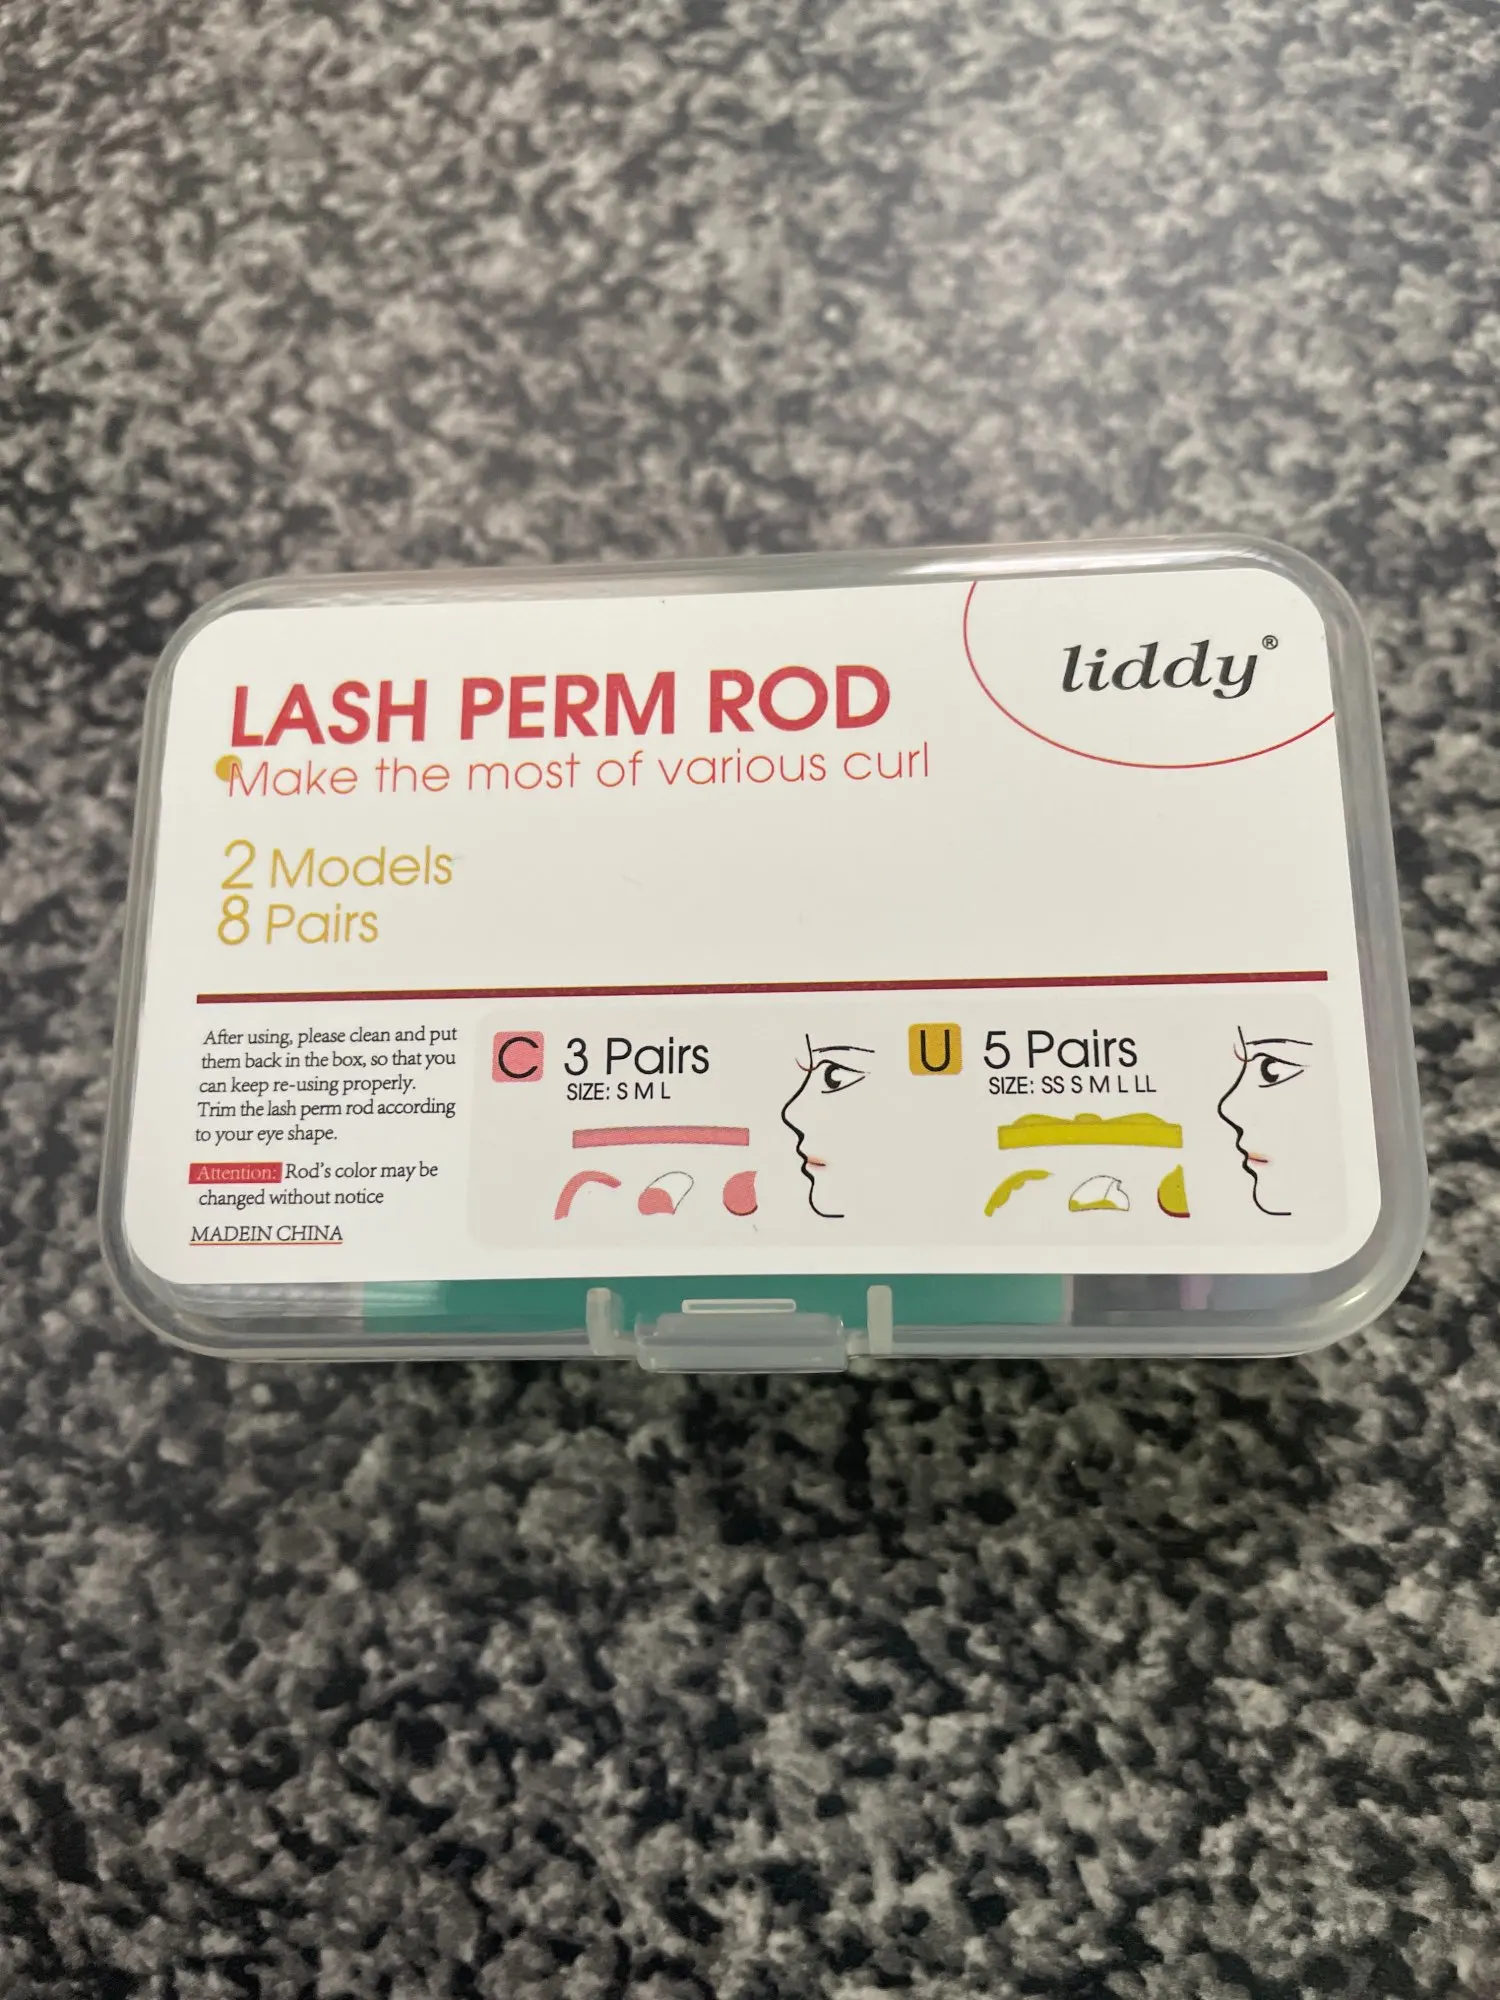 liddy®
LASH PERM ROD
Make the most of various curl
2 Models
8 Pairs
After using, please clean and put
them back in the box, so that you
can keep re-using properly.
Trim the lash perm rod according
to your eye shape.
Attention: Rod's color may be
changed without notice
MADEIN CHINA
C 3 Pairs
SIZE: S M L
U 5 Pairs
SIZE: SS S M L LL